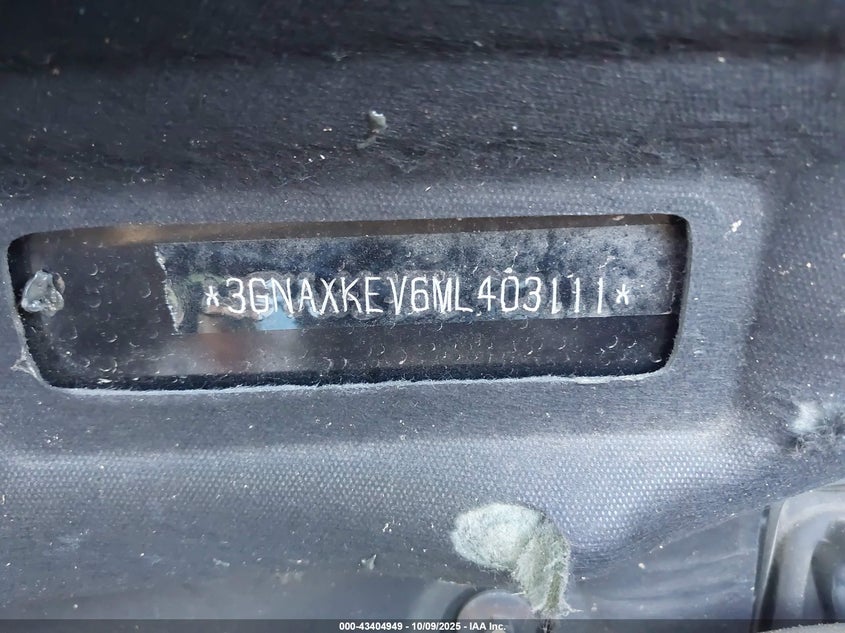 *3GNAXKEV6ML403111*
000-43404949 - 10/09/2025 - IAA Inc.